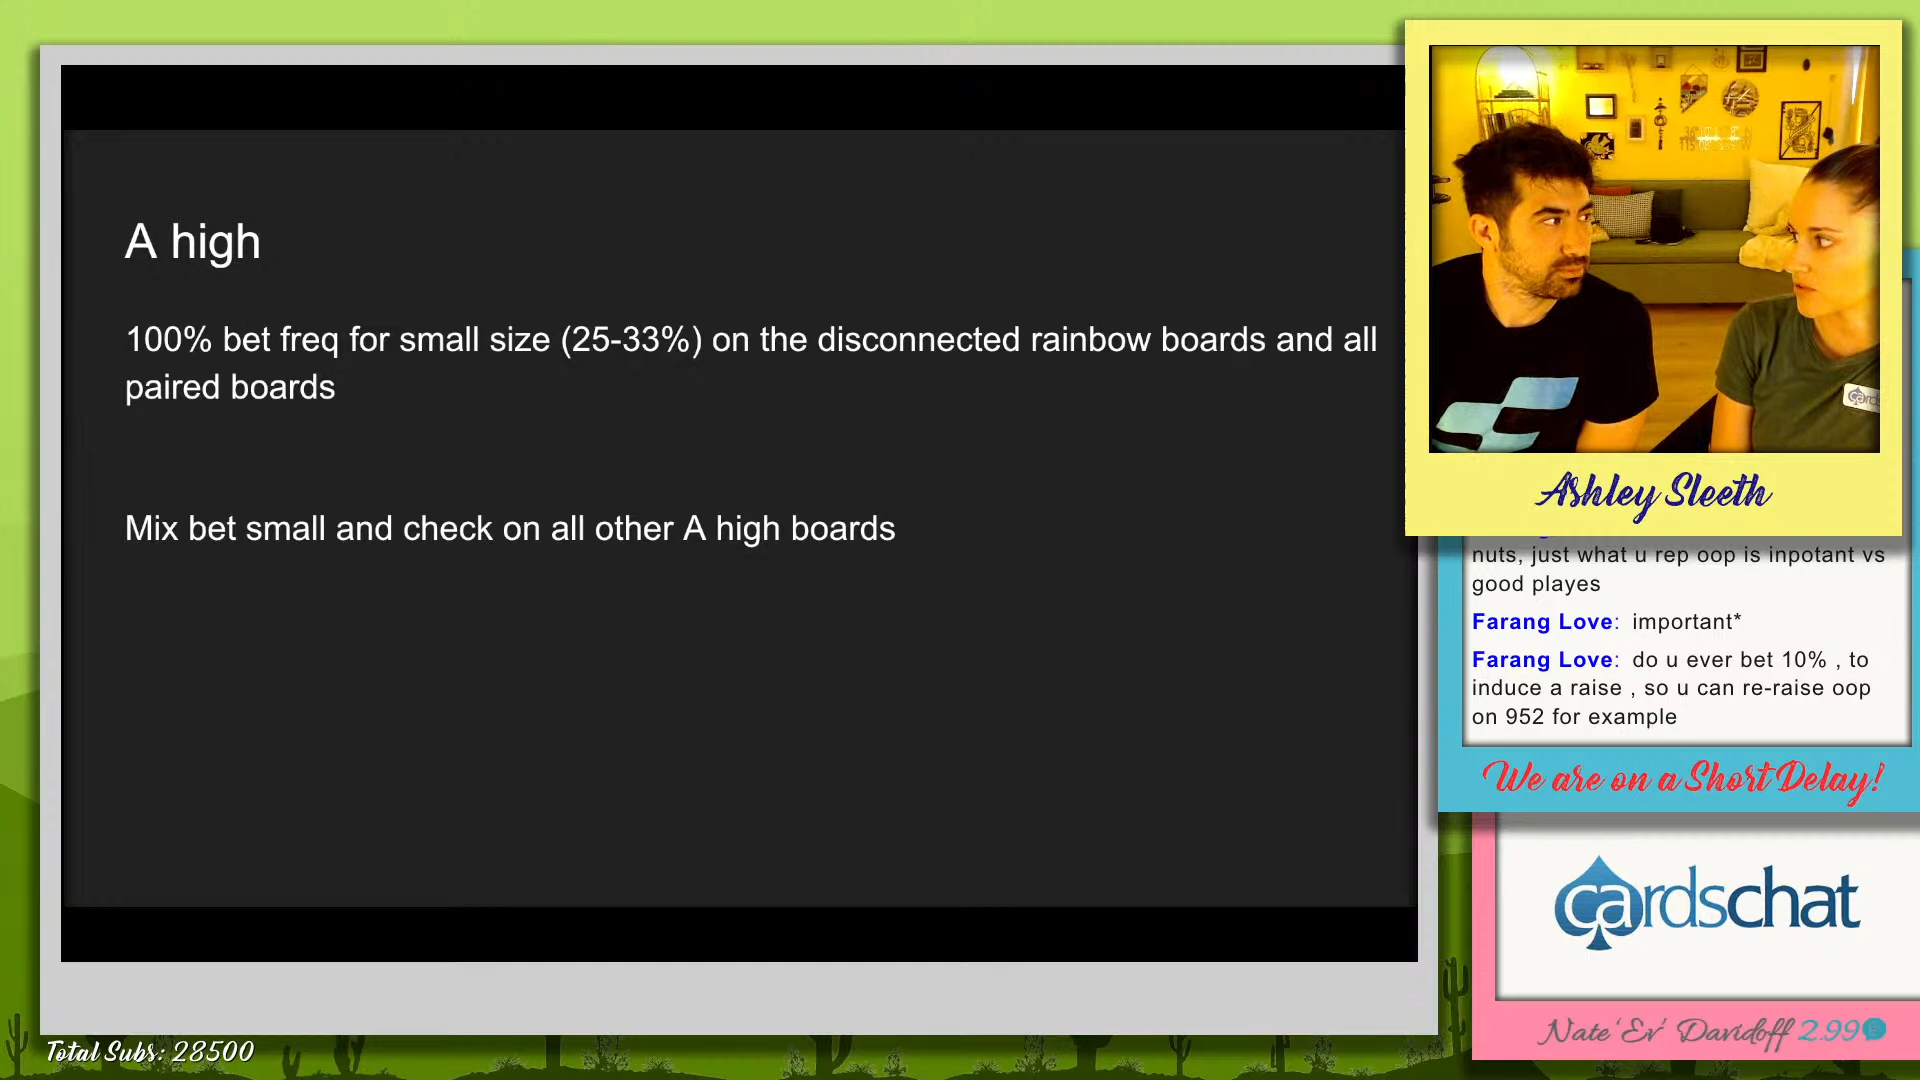 A high
100% bet freq for small size (25-33%) on the disconnected rainbow boards and all
paired boards
Mix bet small and check on all other A high boards
Ashley Sleeth
nuts, just what u rep oop is inpotant vs
good playes
Farang Love: important*
Farang Love: do u ever bet 10% , to
induce a raise , so u can re-raise oop
on 952 for example
We are on a Short Delay!
cardschat
Nate 'Ev' Davidoff 2.99
Total Subs: 28500